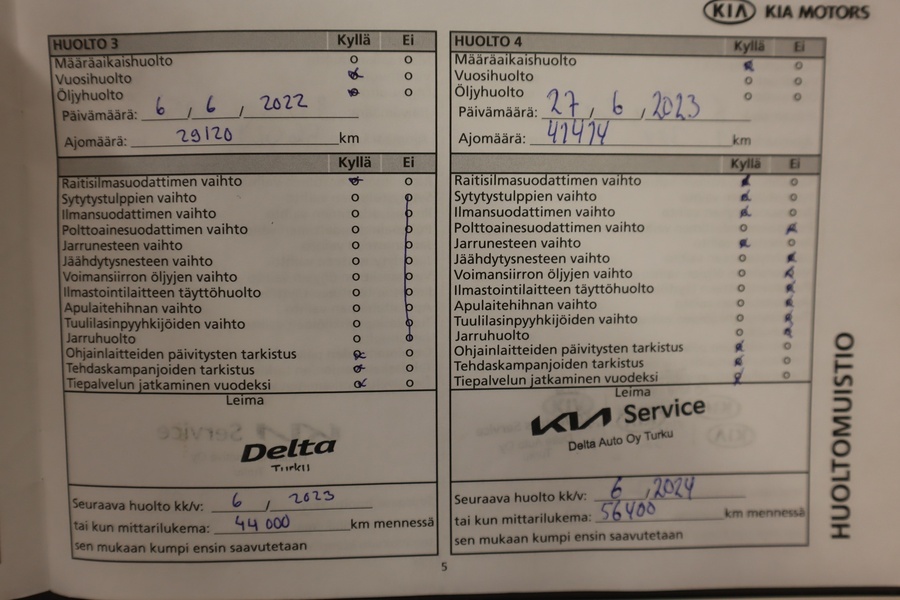 KIA KIA MOTORS
HUOLTO 3 Kyllä Ei
Määräaikaishuolto
Vuosihuolto
Öljyhuolto
Päivämäärä: 6 / 6 / 2022
Ajomäärä: 29120 km
Kyllä Ei
Raitisilmasuodattimen vaihto
Sytytystulppien vaihto
Ilmansuodattimen vaihto
Polttoainesuodattimen vaihto
Jarrunesteen vaihto
Jäähdytysnesteen vaihto
Voimansiirron öljyjen vaihto
Ilmastointilaitteen täyttöhuolto
Apulaitehihnan vaihto
Tuulilasinpyyhkijöiden vaihto
Jarruhuolto
Ohjainlaitteiden päivitysten tarkistus
Tehdaskampanjoiden tarkistus
Tiepalvelun jatkaminen vuodeksi
Leima
Delta
Turku
Seuraava huolto kk/v: 6 / 2023
tai kun mittarilukema: 44 000 km mennessä
sen mukaan kumpi ensin saavutetaan
HUOLTO 4 Kyllä Ei
Määräaikaishuolto
Vuosihuolto
Öljyhuolto
Päivämäärä: 27 / 6 / 2023
Ajomäärä: 41414 km
Kyllä Ei
Raitisilmasuodattimen vaihto
Sytytystulppien vaihto
Ilmansuodattimen vaihto
Polttoainesuodattimen vaihto
Jarrunesteen vaihto
Jäähdytysnesteen vaihto
Voimansiirron öljyjen vaihto
Ilmastointilaitteen täyttöhuolto
Apulaitehihnan vaihto
Tuulilasinpyyhkijöiden vaihto
Jarruhuolto
Ohjainlaitteiden päivitysten tarkistus
Tehdaskampanjoiden tarkistus
Tiepalvelun jatkaminen vuodeksi
Leima
KIA Service
Delta Auto Oy Turku
Seuraava huolto kk/v: 6 / 2024
tai kun mittarilukema: 56400 km mennessä
sen mukaan kumpi ensin saavutetaan
HUOLTOMUISTIO
5